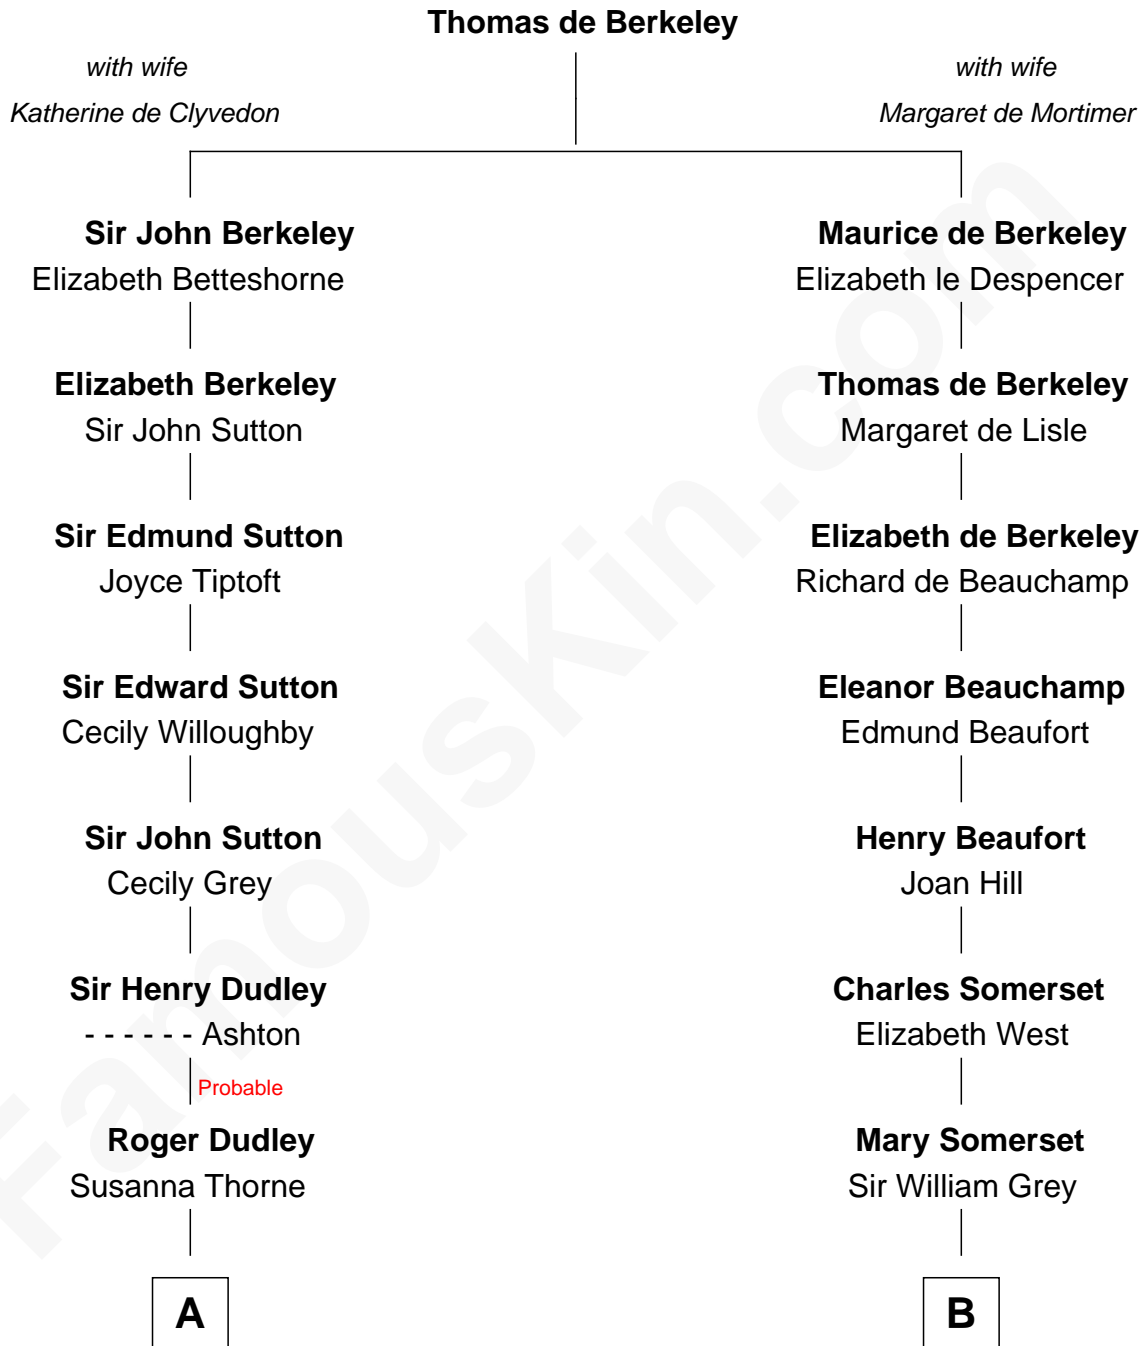 Thomas de Berkeley
with wife
Katherine de Clyvedon
with wife
Margaret de Mortimer
Sir John Berkeley
Elizabeth Betteshorne
Maurice de Berkeley
Elizabeth le Despencer
Elizabeth Berkeley
Sir John Sutton
Thomas de Berkeley
Margaret de Lisle
Sir Edmund Sutton
Joyce Tiptoft
Elizabeth de Berkeley
Richard de Beauchamp
Sir Edward Sutton
Cecily Willoughby
Eleanor Beauchamp
Edmund Beaufort
Sir John Sutton
Cecily Grey
Henry Beaufort
Joan Hill
Sir Henry Dudley
- - - - - - Ashton
Charles Somerset
Elizabeth West
Probable
Roger Dudley
Susanna Thorne
Mary Somerset
Sir William Grey
A
B
FamousKin.com